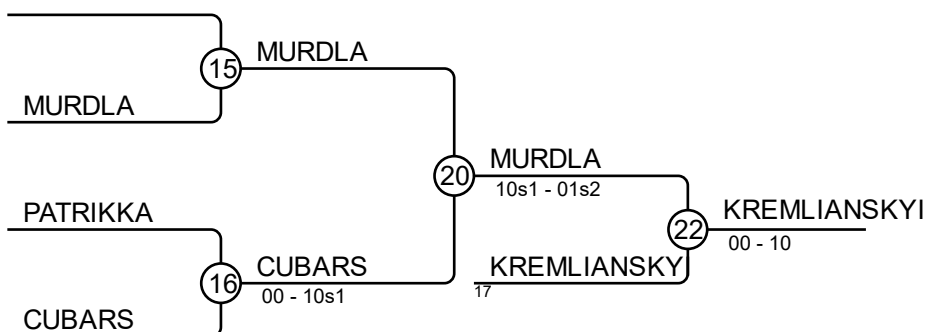 MURDLA
15
MURDLA
PATRIKKA
16
CUBARS
CUBARS
00 - 10s1
20
MURDLA
10s1 - 01s2
KREMLIANSKY
17
22
KREMLIANSKYI
00 - 10